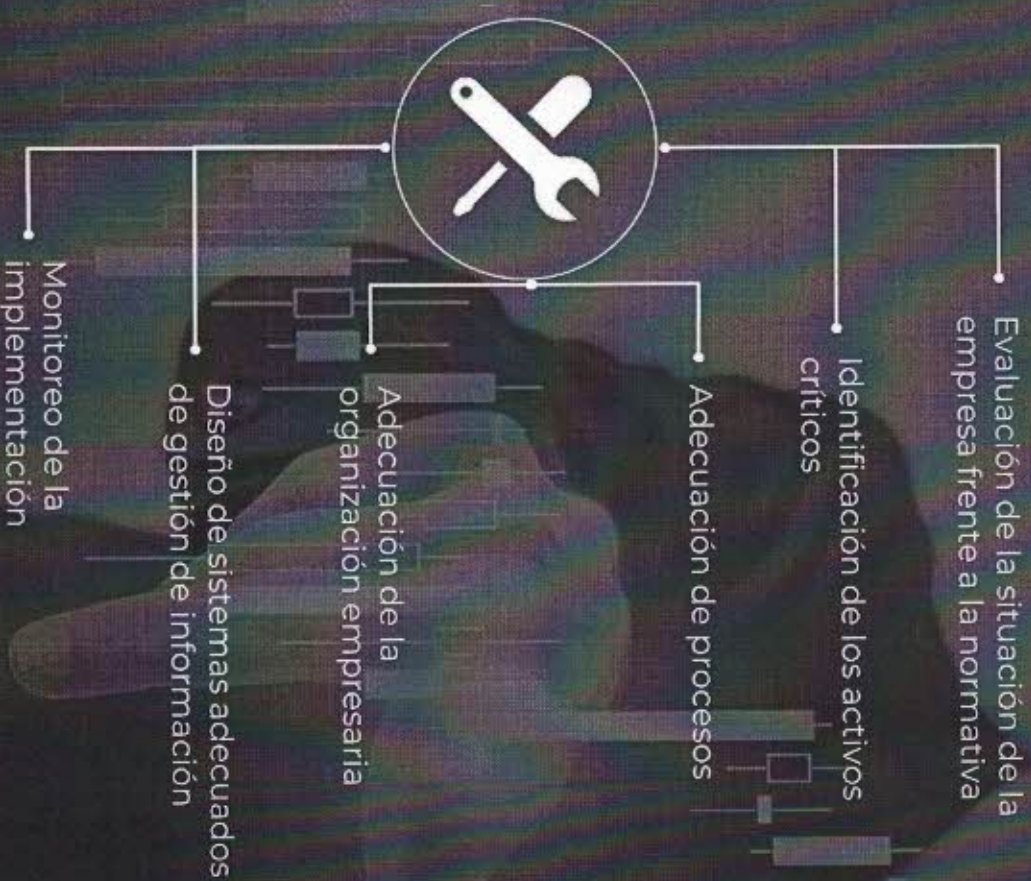 Evaluación de la situación de la
empresa frente a la normativa
Identificación de los activos
críticos
Adecuación de procesos
Adecuación de la
organización empresaria
Diseño de sistemas adecuados
de gestión de información
Monitoreo de la
implementación